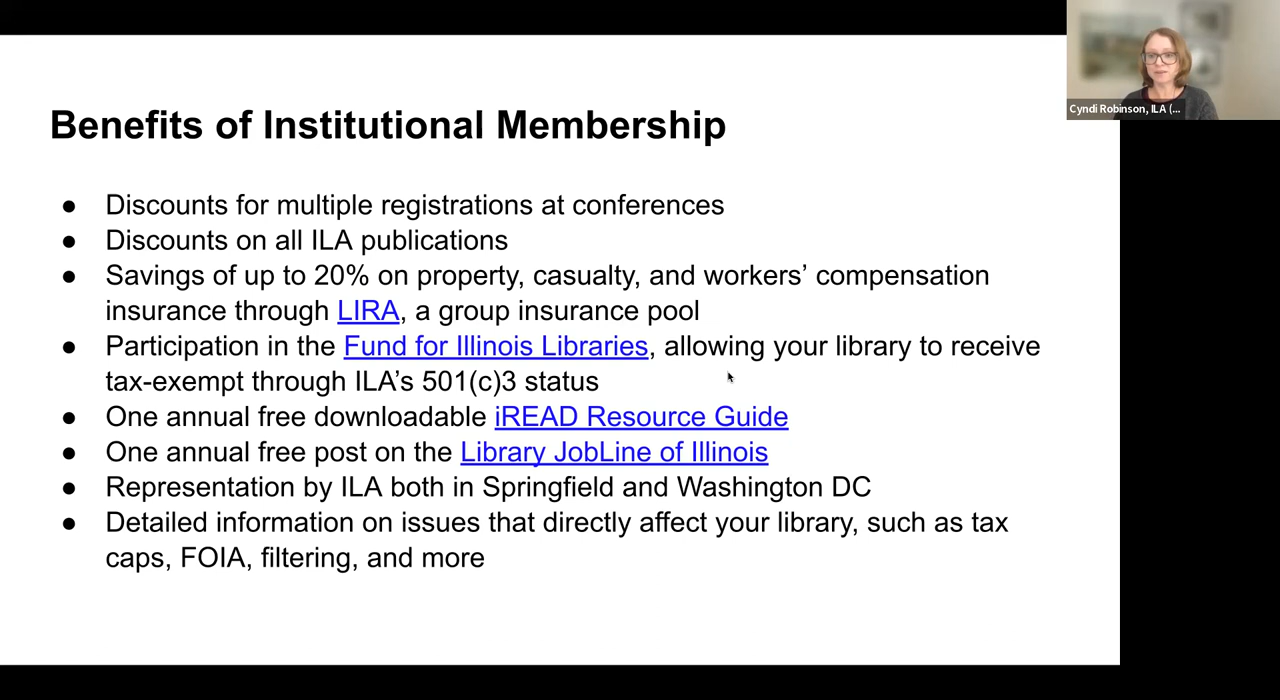 Benefits of Institutional Membership
● Discounts for multiple registrations at conferences
● Discounts on all ILA publications
● Savings of up to 20% on property, casualty, and workers’ compensation
insurance through LIRA, a group insurance pool
● Participation in the Fund for Illinois Libraries, allowing your library to receive
tax-exempt through ILA’s 501(c)3 status
● One annual free downloadable iREAD Resource Guide
● One annual free post on the Library JobLine of Illinois
● Representation by ILA both in Springfield and Washington DC
● Detailed information on issues that directly affect your library, such as tax
caps, FOIA, filtering, and more
Cyndi Robinson, ILA (...